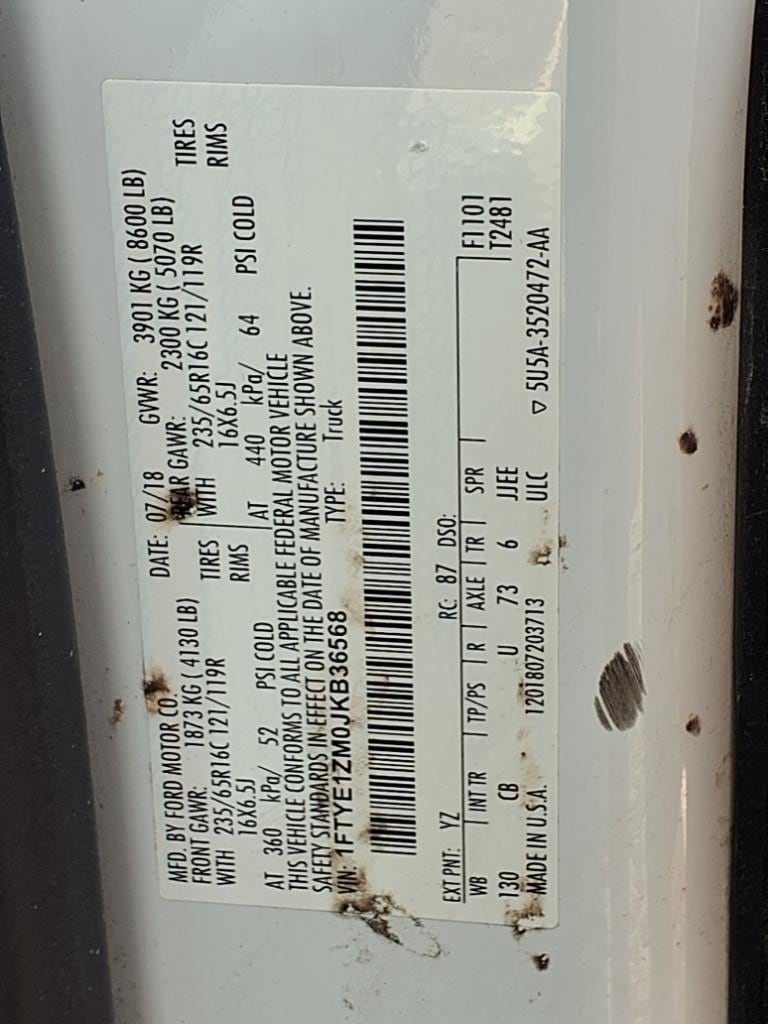 MFD. BY FORD MOTOR CO. DATE: 07/18 GVWR: 3901 KG ( 8600 LB)
FRONT GAWR: 1873 KG ( 4130 LB) REAR GAWR: 2300 KG ( 5070 LB)
WITH 235/65R16C 121/119R TIRES WITH 235/65R16C 121/119R TIRES
16X6.5J RIMS 16X6.5J RIMS
AT 360 kPa/ 52 PSI COLD AT 440 kPa/ 64 PSI COLD
THIS VEHICLE CONFORMS TO ALL APPLICABLE FEDERAL MOTOR VEHICLE
SAFETY STANDARDS IN EFFECT ON THE DATE OF MANUFACTURE SHOWN ABOVE.
VIN: 1FTYE1ZM0JKB36568 TYPE: Truck
EXT PNT: YZ RC: 87 DSO: F1101
WB INT TR TP/PS R AXLE TR SPR T2481
130 CB U 73 6 JJEE
MADE IN U.S.A. 1201807203713 ULC ▽ 5U5A-3520472-AA